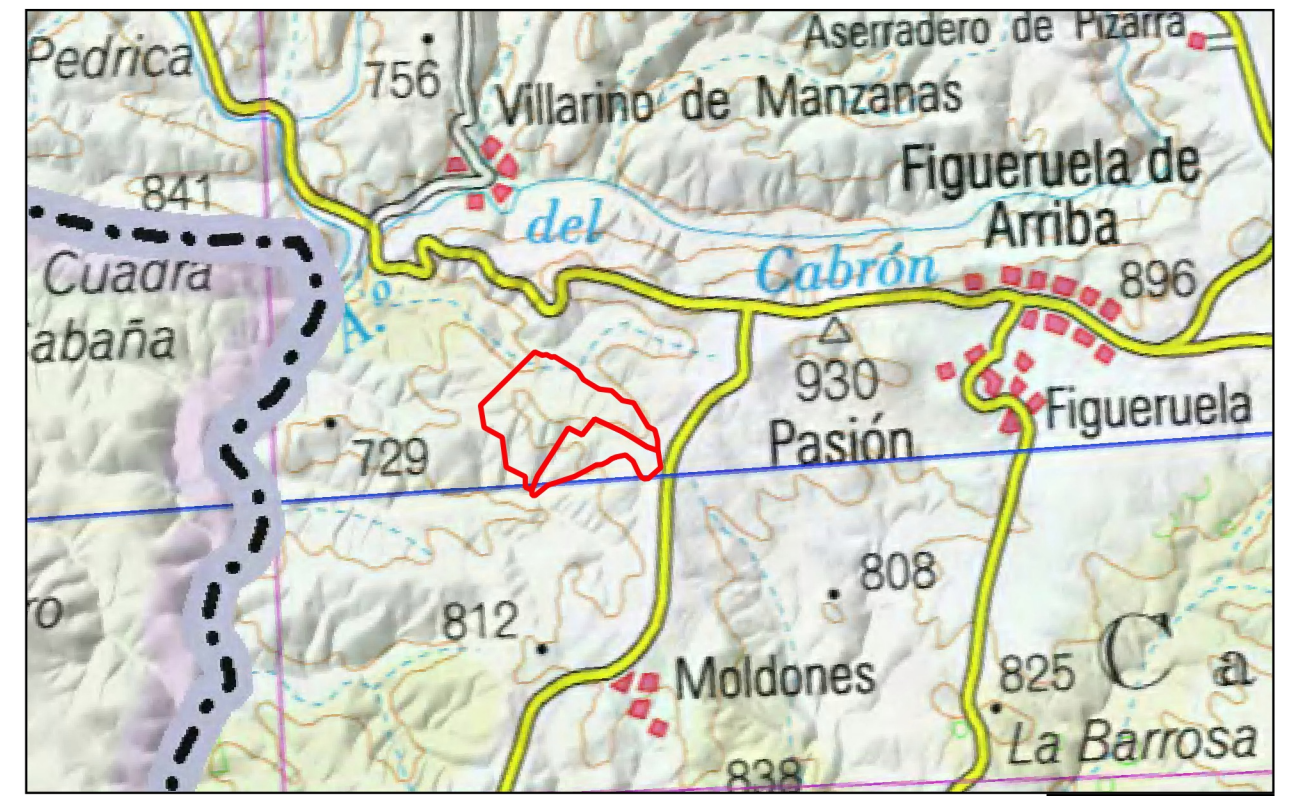 Aserradero de Pizarra
Pedrica
756
Villarino de Manzanas
Figueruela de
Arriba
841
del
Cabrón
896
Cuadra
A.o
abaña
930
Pasión
Figueruela
729
808
ro
812
Moldones
825
C a
La Barrosa
838